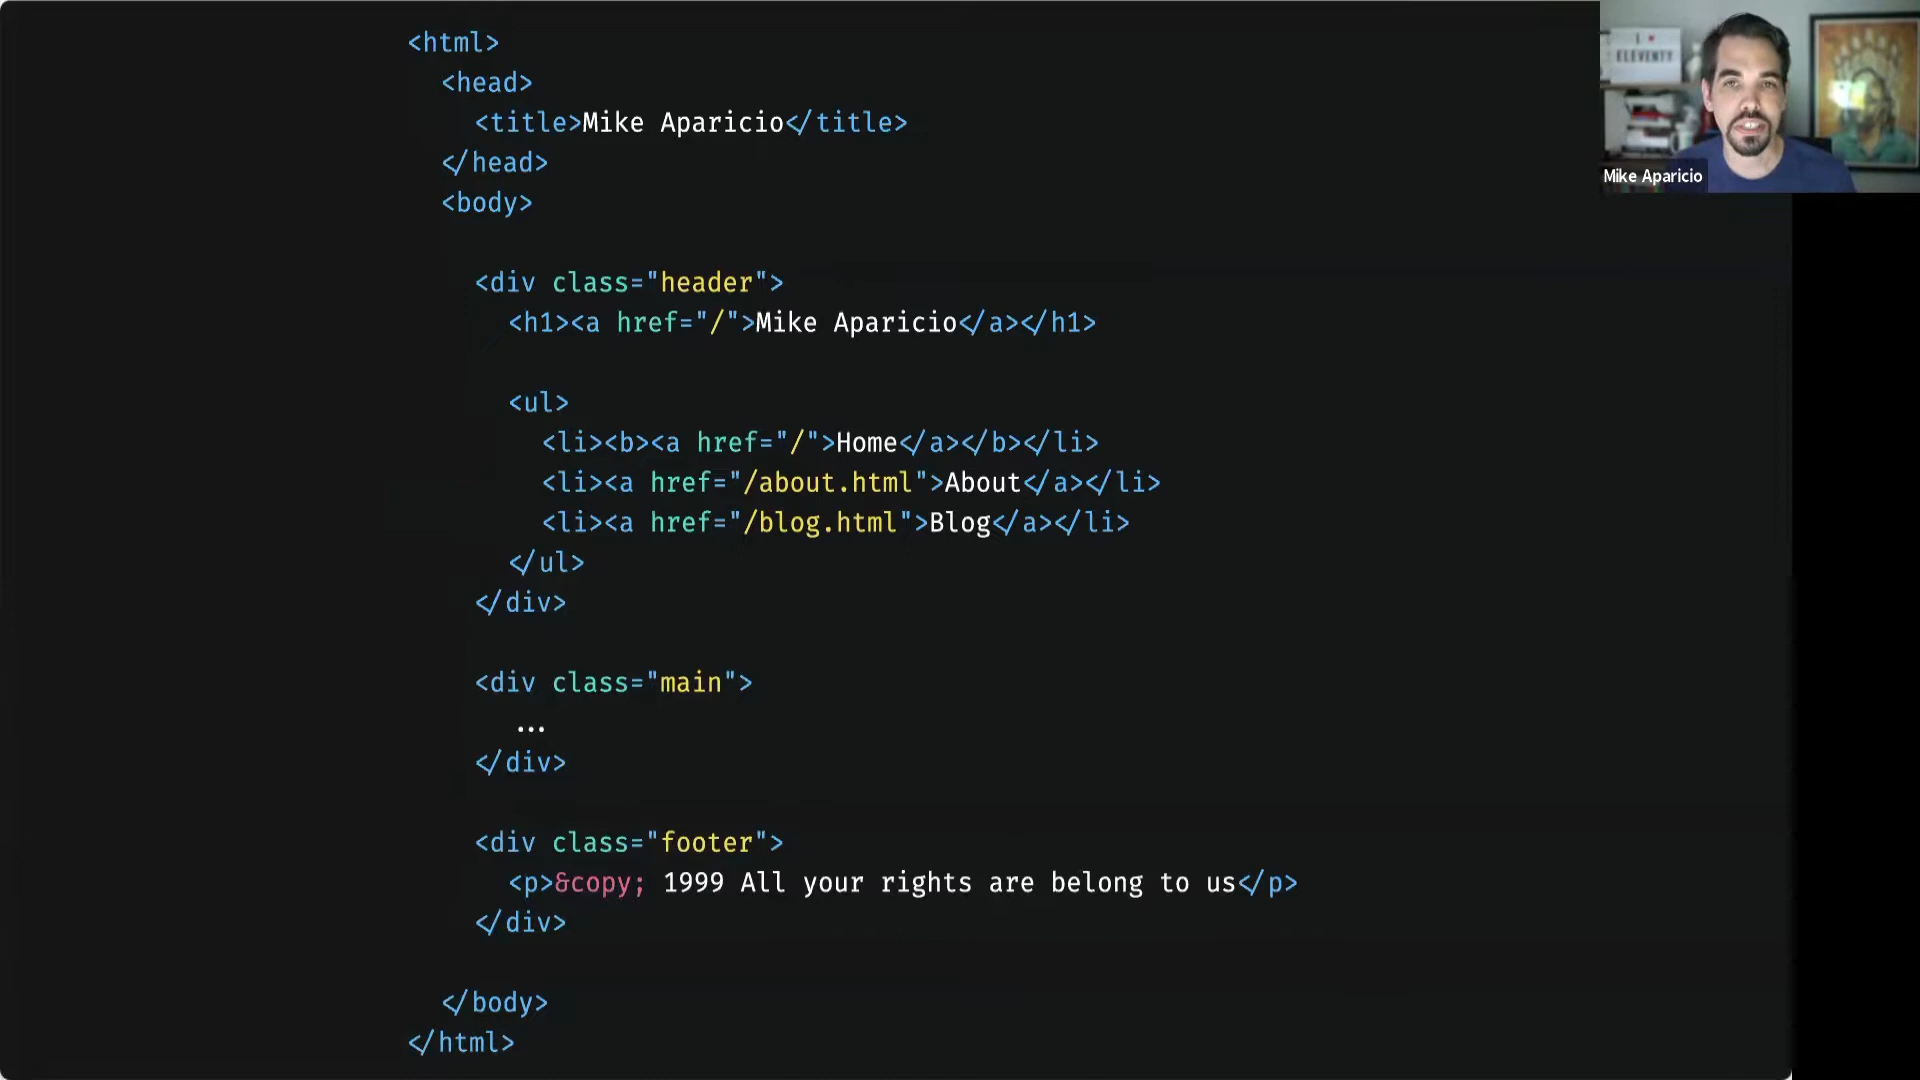 <html>
<head>
<title>Mike Aparicio</title>
</head>
<body>
<div class="header">
<h1><a href="/">Mike Aparicio</a></h1>
<ul>
<li><b><a href="/">Home</a></b></li>
<li><a href="/about.html">About</a></li>
<li><a href="/blog.html">Blog</a></li>
</ul>
</div>
<div class="main">
...
</div>
<div class="footer">
<p>&copy; 1999 All your rights are belong to us</p>
</div>
</body>
</html>
I ♥
ELEVENTY
Mike Aparicio